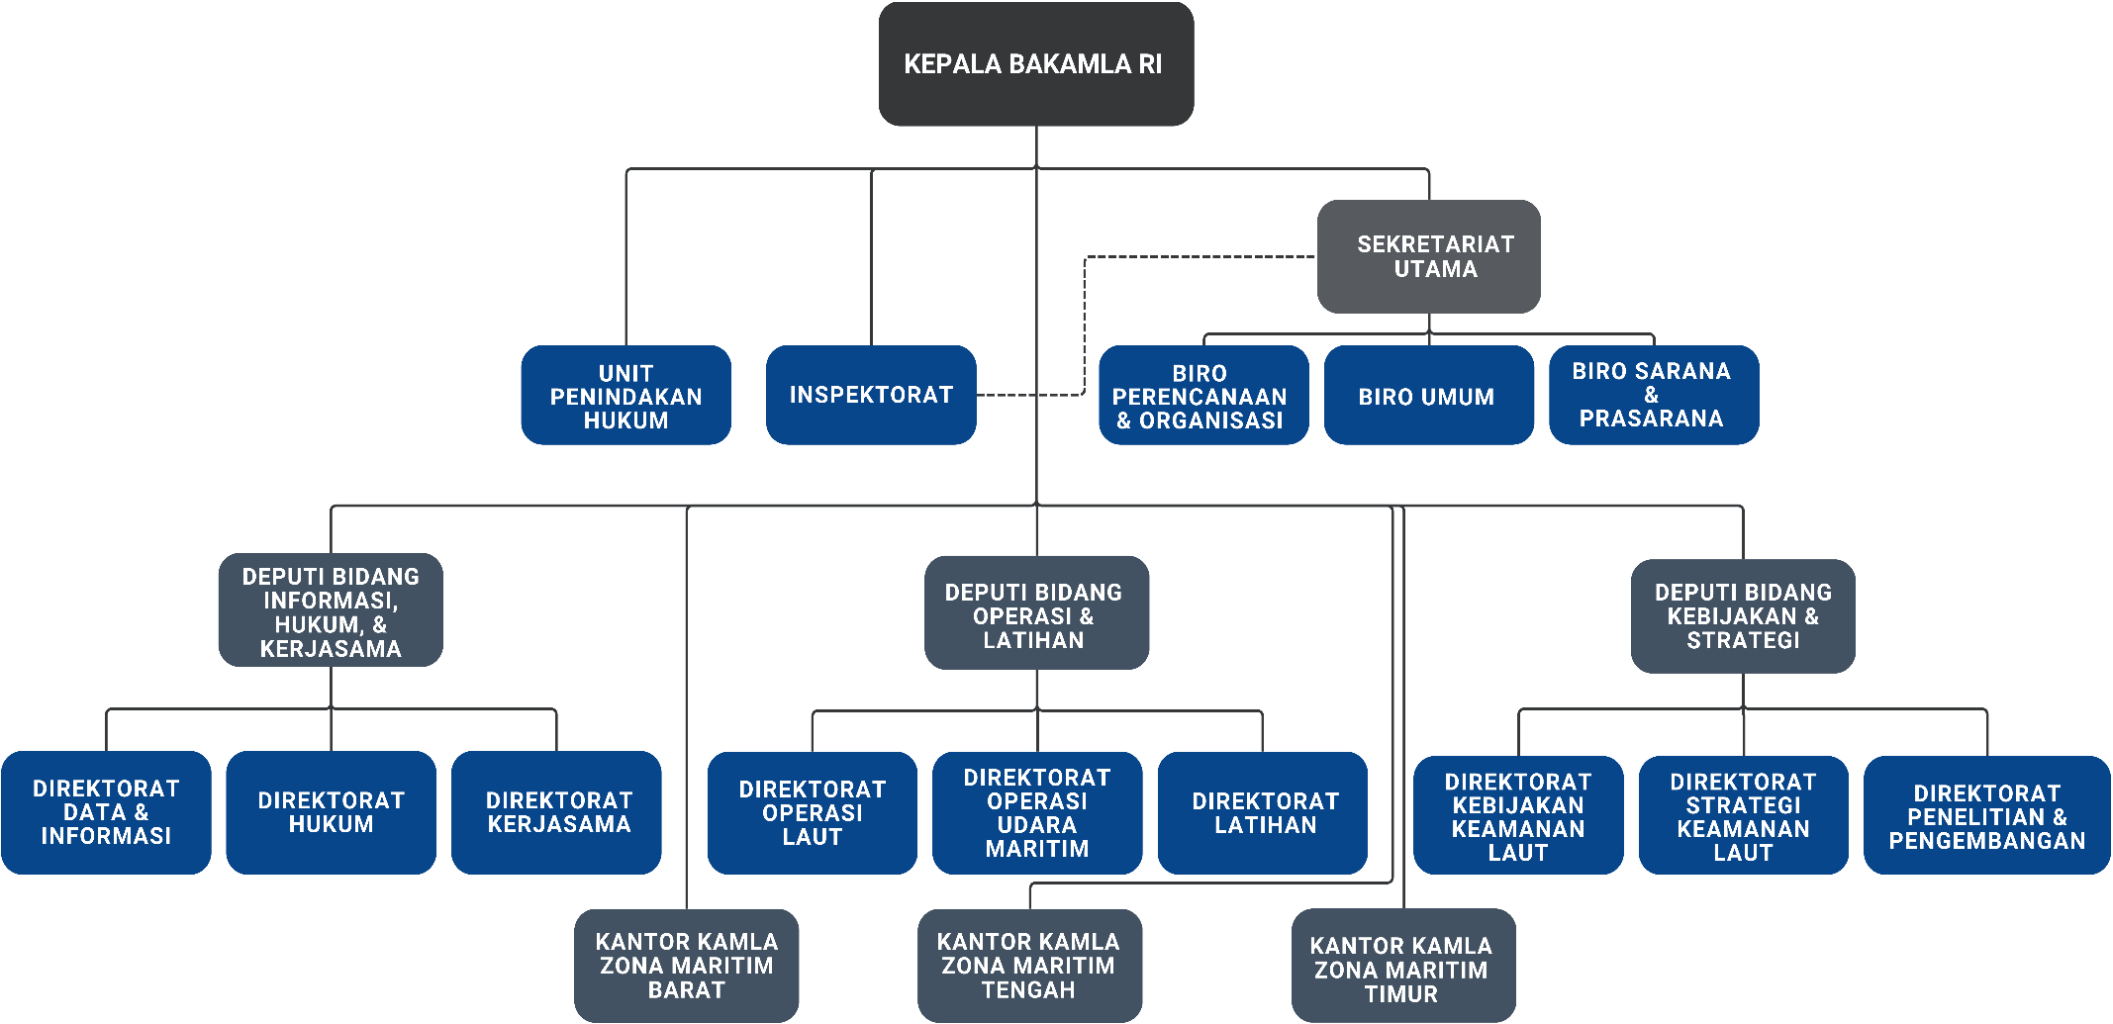 KEPALA BAKAMLA RI
SEKRETARIAT
UTAMA
UNIT
PENINDAKAN
HUKUM
INSPEKTORAT
BIRO
PERENCANAAN
& ORGANISASI
BIRO UMUM
BIRO SARANA
&
PRASARANA
DEPUTI BIDANG
INFORMASI,
HUKUM, &
KERJASAMA
DEPUTI BIDANG
OPERASI &
LATIHAN
DEPUTI BIDANG
KEBIJAKAN &
STRATEGI
DIREKTORAT
DATA &
INFORMASI
DIREKTORAT
HUKUM
DIREKTORAT
KERJASAMA
DIREKTORAT
OPERASI
LAUT
DIREKTORAT
OPERASI
UDARA
MARITIM
DIREKTORAT
LATIHAN
DIREKTORAT
KEBIJAKAN
KEAMANAN
LAUT
DIREKTORAT
STRATEGI
KEAMANAN
LAUT
DIREKTORAT
PENELITIAN &
PENGEMBANGAN
KANTOR KAMLA
ZONA MARITIM
BARAT
KANTOR KAMLA
ZONA MARITIM
TENGAH
KANTOR KAMLA
ZONA MARITIM
TIMUR